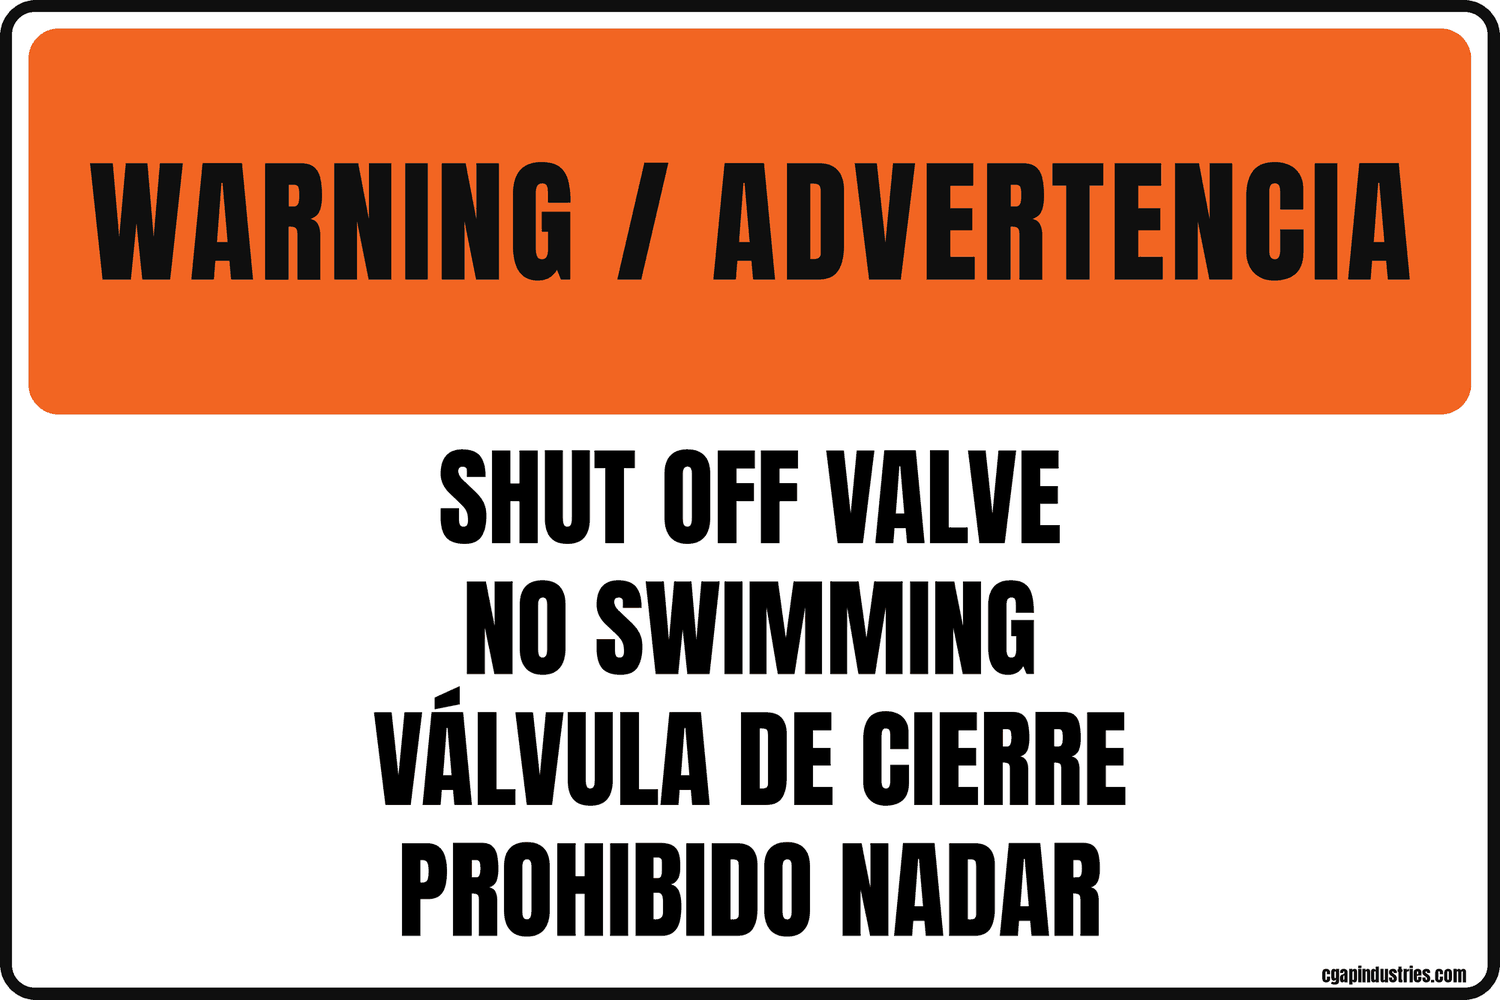 WARNING / ADVERTENCIA
SHUT OFF VALVE
NO SWIMMING
VÁLVULA DE CIERRE
PROHIBIDO NADAR
cgapindustries.com